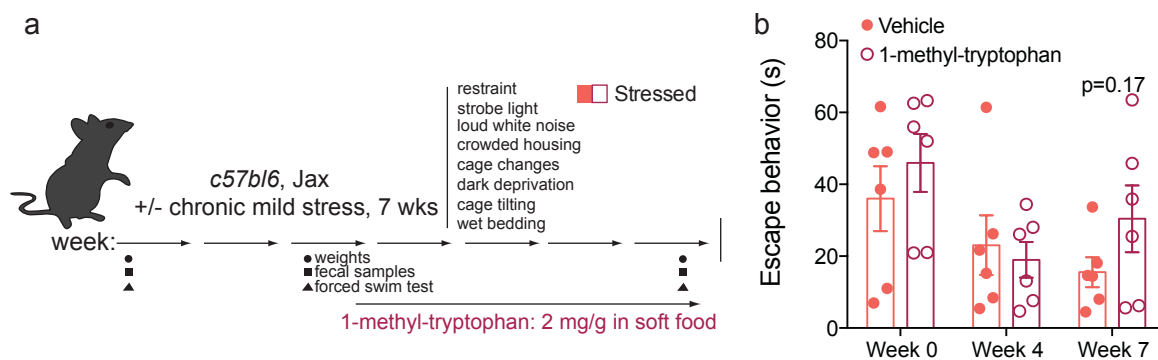 a
c57bl6, Jax
+/- chronic mild stress, 7 wks
restraint
strobe light
loud white noise
crowded housing
cage changes
dark deprivation
cage tilting
wet bedding
Stressed
week:
weights
fecal samples
forced swim test
1-methyl-tryptophan: 2 mg/g in soft food
b
Vehicle
1-methyl-tryptophan
p=0.17
Escape behavior (s)
80
60
40
20
0
Week 0
Week 4
Week 7